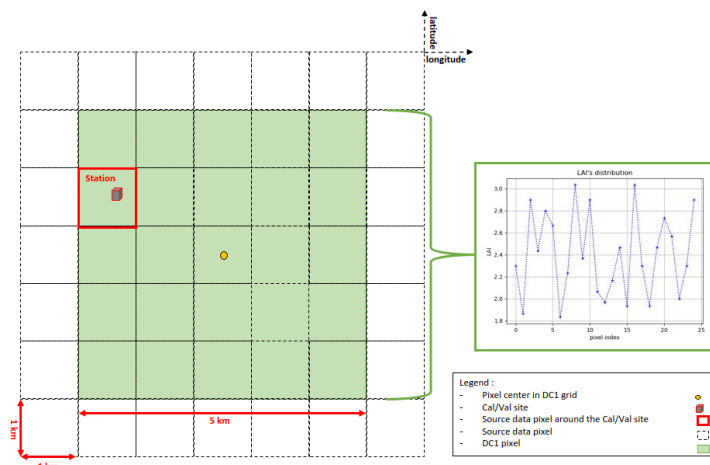 latitude
longitude
Station
LAI's distribution
3.0
2.8
2.6
2.4
2.2
2.0
1.8
LAI
0
5
10
15
20
25
pixel index
5 km
1 km
1 km
Legend :
- Pixel center in DC1 grid
- Cal/Val site
- Source data pixel around the Cal/Val site
- Source data pixel
- DC1 pixel